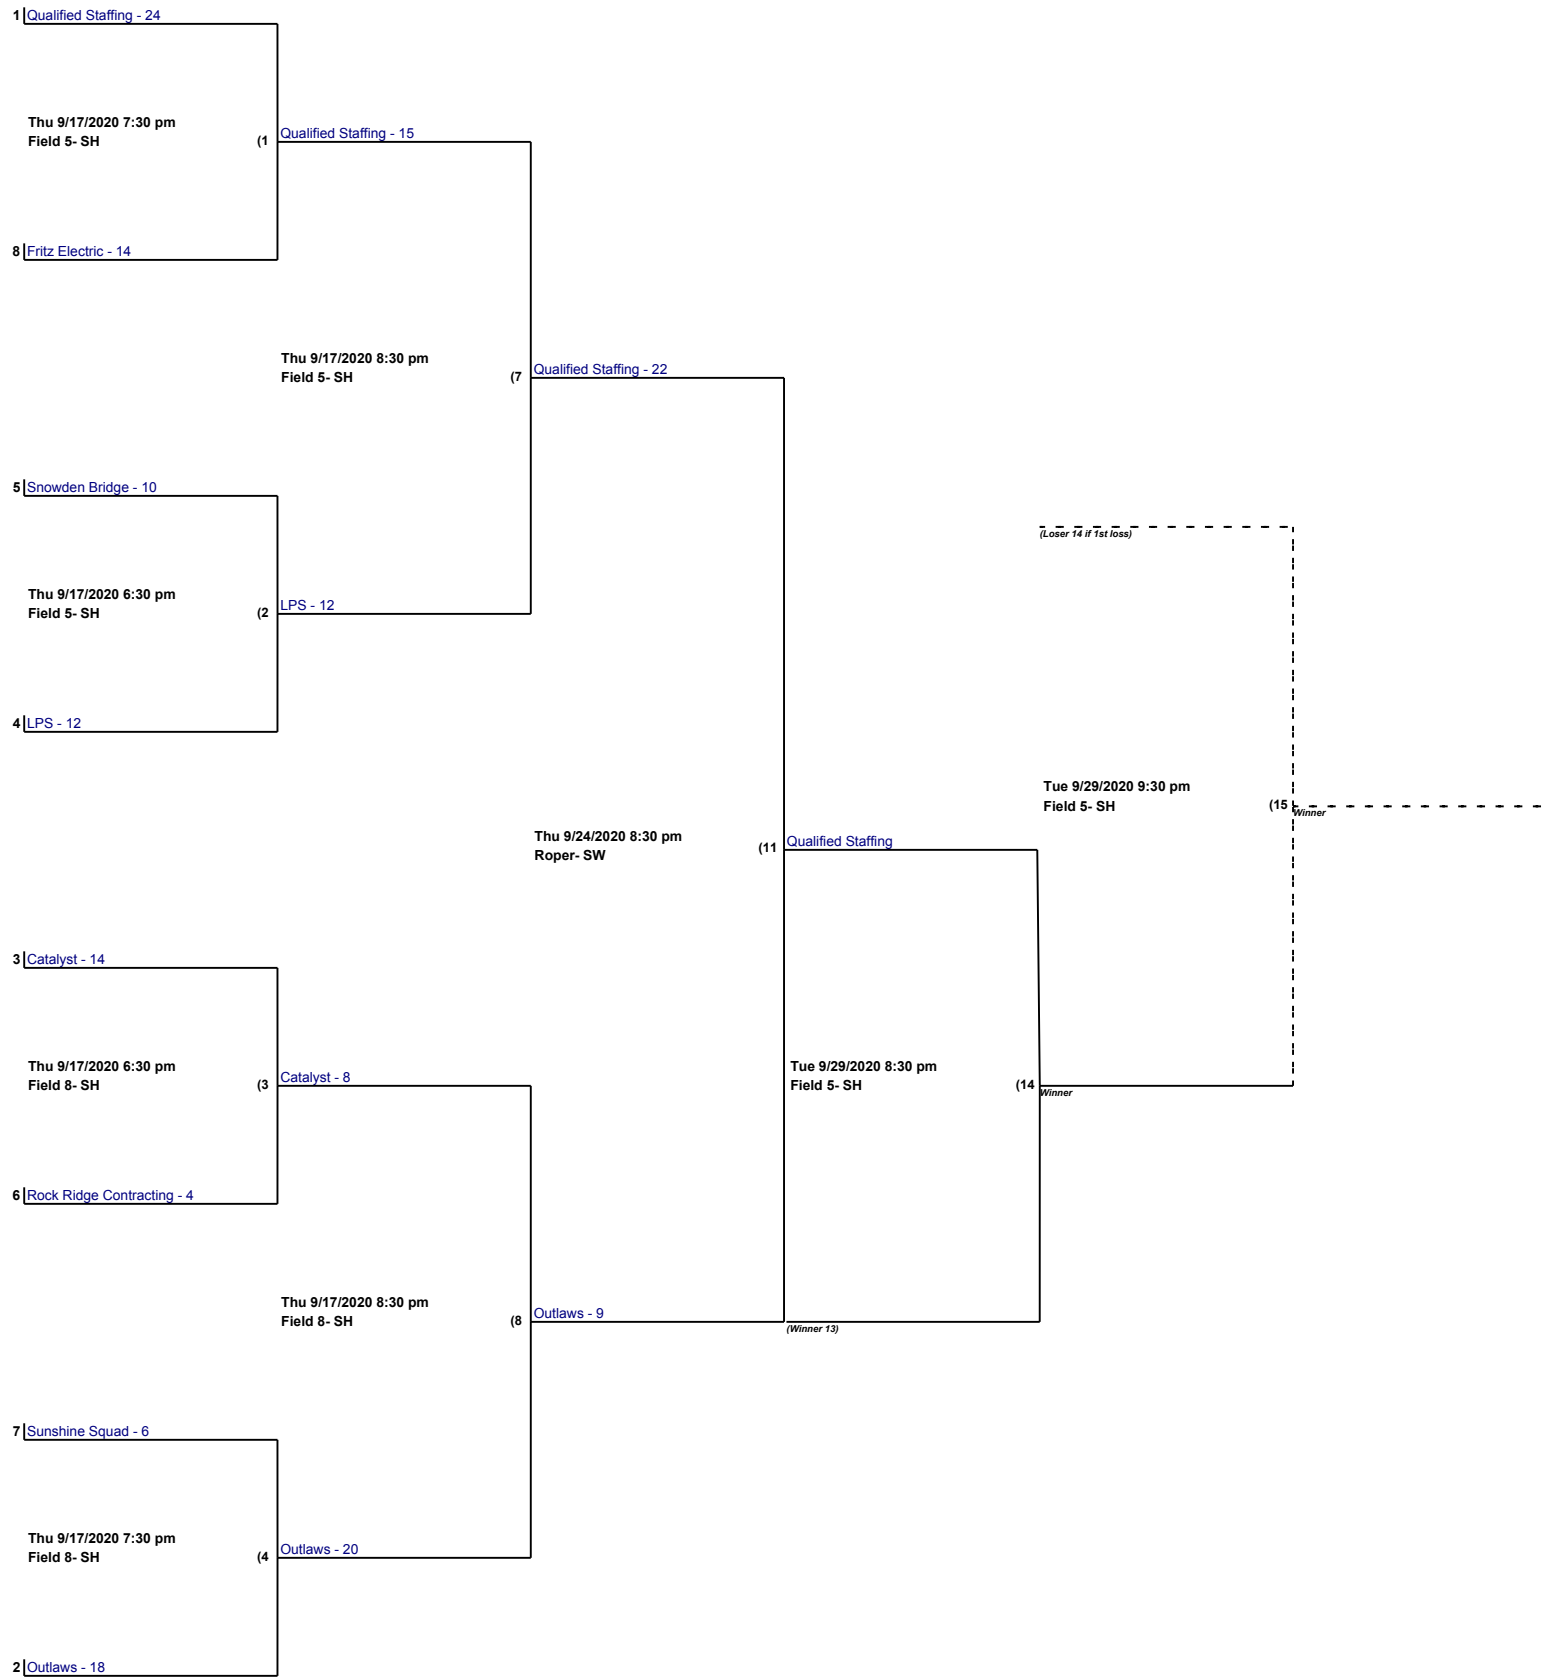 1 Qualified Staffing - 24
Thu 9/17/2020 7:30 pm
Field 5- SH
(1
Qualified Staffing - 15
8 Fritz Electric - 14
Thu 9/17/2020 8:30 pm
Field 5- SH
(7
Qualified Staffing - 22
5 Snowden Bridge - 10
(Loser 14 if 1st loss)
Thu 9/17/2020 6:30 pm
Field 5- SH
(2
LPS - 12
4 LPS - 12
Tue 9/29/2020 9:30 pm
Field 5- SH
(15
Winner
Thu 9/24/2020 8:30 pm
Roper- SW
(11
Qualified Staffing
3 Catalyst - 14
Thu 9/17/2020 6:30 pm
Field 8- SH
(3
Catalyst - 8
Tue 9/29/2020 8:30 pm
Field 5- SH
(14
Winner
6 Rock Ridge Contracting - 4
Thu 9/17/2020 8:30 pm
Field 8- SH
(8
Outlaws - 9
(Winner 13)
7 Sunshine Squad - 6
Thu 9/17/2020 7:30 pm
Field 8- SH
(4
Outlaws - 20
2 Outlaws - 18